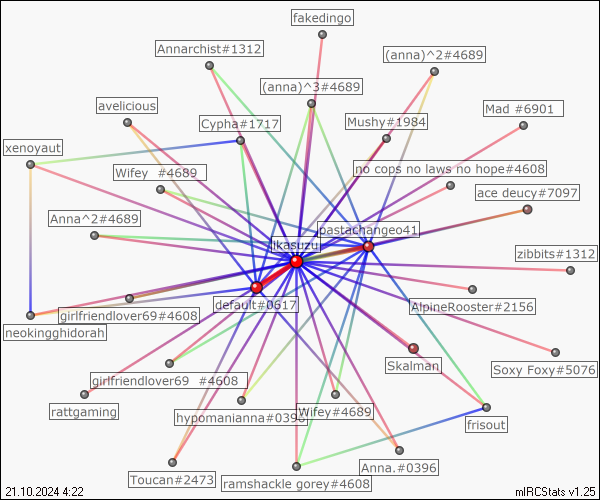 fakedingo
Annarchist#1312
(anna)^2#4689
(anna)^3#4689
avelicious
Mad #6901
Cypha#1717
Mushy#1984
xenoyaut
Wifey  #4689
no cops no laws no hope#4608
ace deucy#7097
Anna^2#4689
pastachangeo41
ikasuzu
zibbits#1312
default#0617
AlpineRooster#2156
girlfriendlover69#4608
neokingghidorah
Skalman
Soxy Foxy#5076
girlfriendlover69  #4608
rattgaming
hypomanianna#0396
Wifey#4689
frisout
Anna.#0396
Toucan#2473
ramshackle gorey#4608
21.10.2024 4:22
mIRCStats v1.25